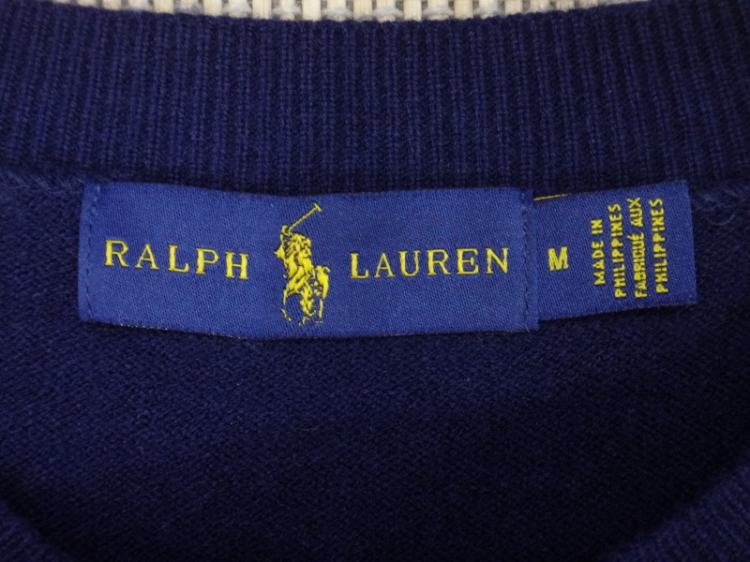 RALPH LAUREN
M
MADE IN
PHILIPPINES
FABRIQUÉ AUX
PHILIPPINES